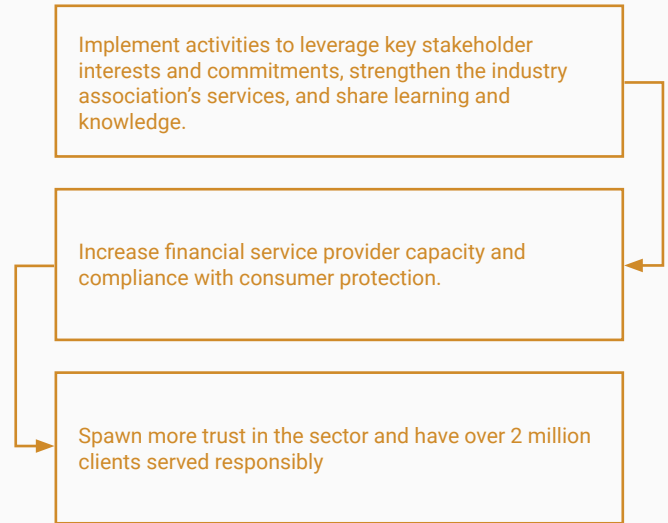 Implement activities to leverage key stakeholder
interests and commitments, strengthen the industry
association’s services, and share learning and
knowledge.
Increase financial service provider capacity and
compliance with consumer protection.
Spawn more trust in the sector and have over 2 million
clients served responsibly